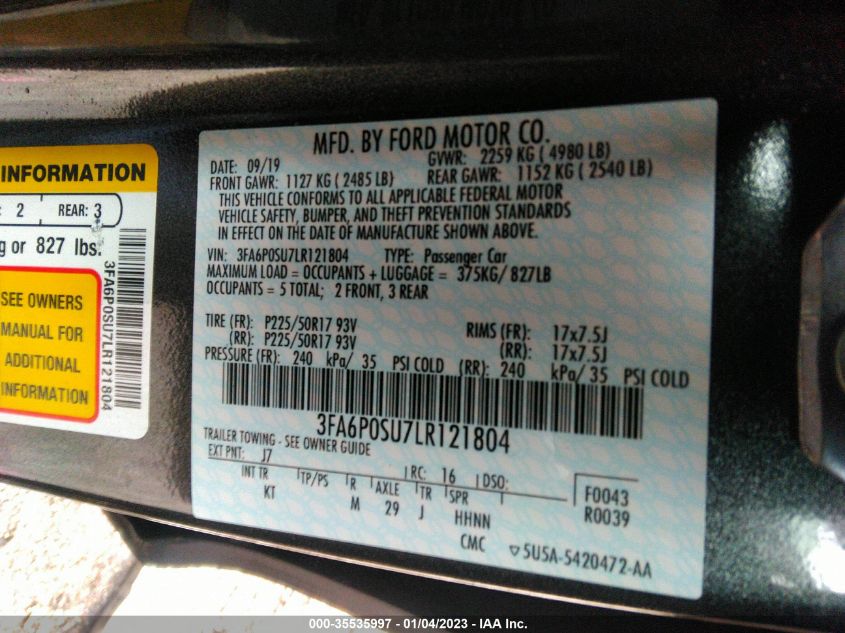 INFORMATION
: 2 REAR: 3
g or 827 lbs.
SEE OWNERS
MANUAL FOR
ADDITIONAL
INFORMATION
3FA6P0SU7LR121804
MFD. BY FORD MOTOR CO.
DATE: 09/19 GVWR: 2259 KG ( 4980 LB)
FRONT GAWR: 1127 KG ( 2485 LB) REAR GAWR: 1152 KG ( 2540 LB)
THIS VEHICLE CONFORMS TO ALL APPLICABLE FEDERAL MOTOR
VEHICLE SAFETY, BUMPER, AND THEFT PREVENTION STANDARDS
IN EFFECT ON THE DATE OF MANUFACTURE SHOWN ABOVE.
VIN: 3FA6P0SU7LR121804 TYPE: Passenger Car
MAXIMUM LOAD = OCCUPANTS + LUGGAGE = 375KG/ 827LB
OCCUPANTS = 5 TOTAL; 2 FRONT, 3 REAR
TIRE (FR): P225/50R17 93V RIMS (FR): 17x7.5J
(RR): P225/50R17 93V (RR): 17x7.5J
PRESSURE (FR): 240 kPa/ 35 PSI COLD (RR): 240 kPa/ 35 PSI COLD
3FA6P0SU7LR121804
TRAILER TOWING - SEE OWNER GUIDE
EXT PNT: J7 RC: 16 DSO: F0043
INT TR TP/PS R AXLE TR SPR R0039
KT M 29 J HHNN
CMC 5U5A-5420472-AA
000-35535997 - 01/04/2023 - IAA Inc.